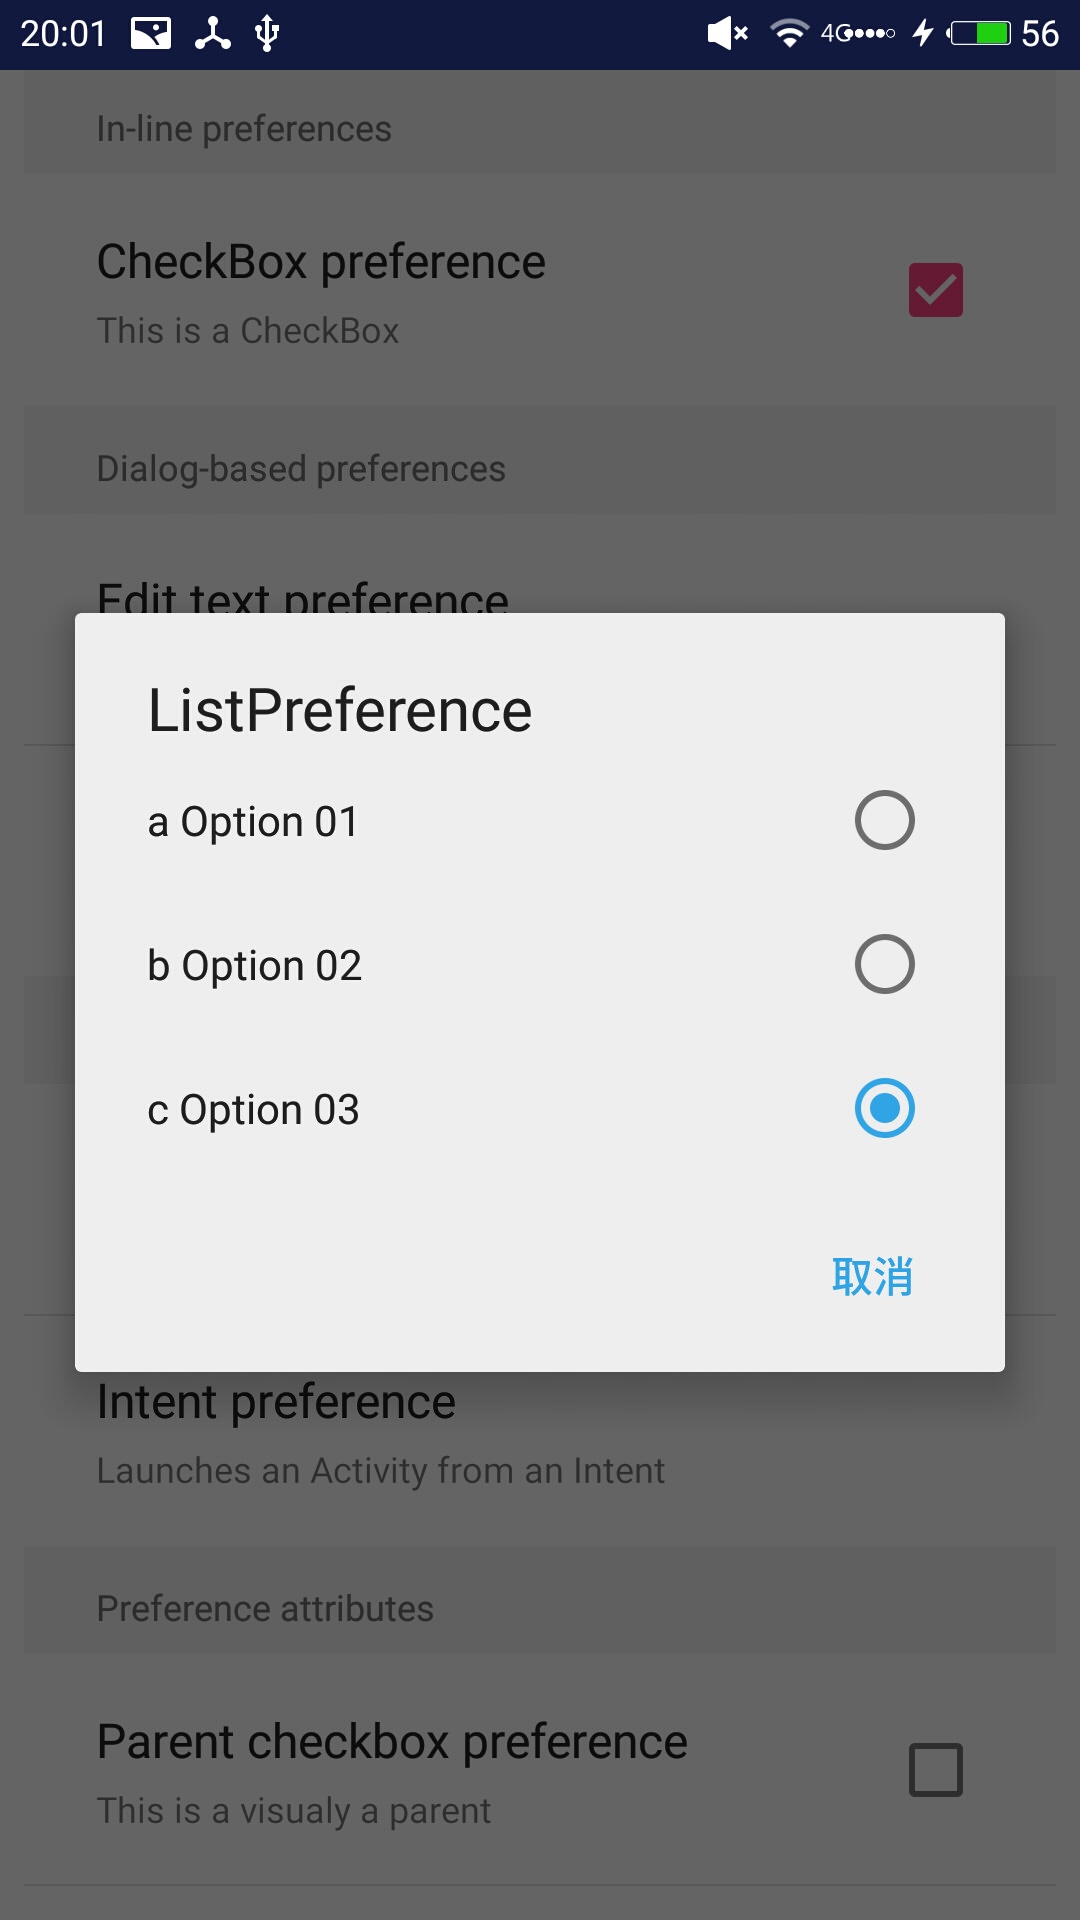 20:01 4G 56
In-line preferences
CheckBox preference
This is a CheckBox
Dialog-based preferences
Edit text preference
ListPreference
a Option 01
b Option 02
c Option 03
取消
Intent preference
Launches an Activity from an Intent
Preference attributes
Parent checkbox preference
This is a visualy a parent